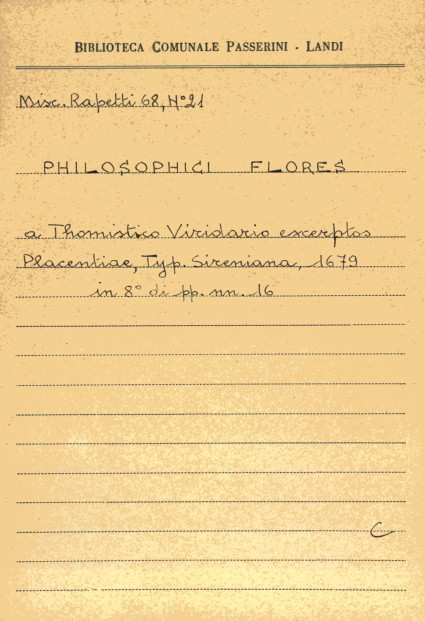 BIBLIOTECA COMUNALE PASSERINI - LANDI
Misc. Rapetti 68, N°21
PHILOSOPHICI FLORES
a Thomistico Viridario excerptos
Placentiae, Typ. Sireniana, 1679
in 8° di pp. nn. 16
C